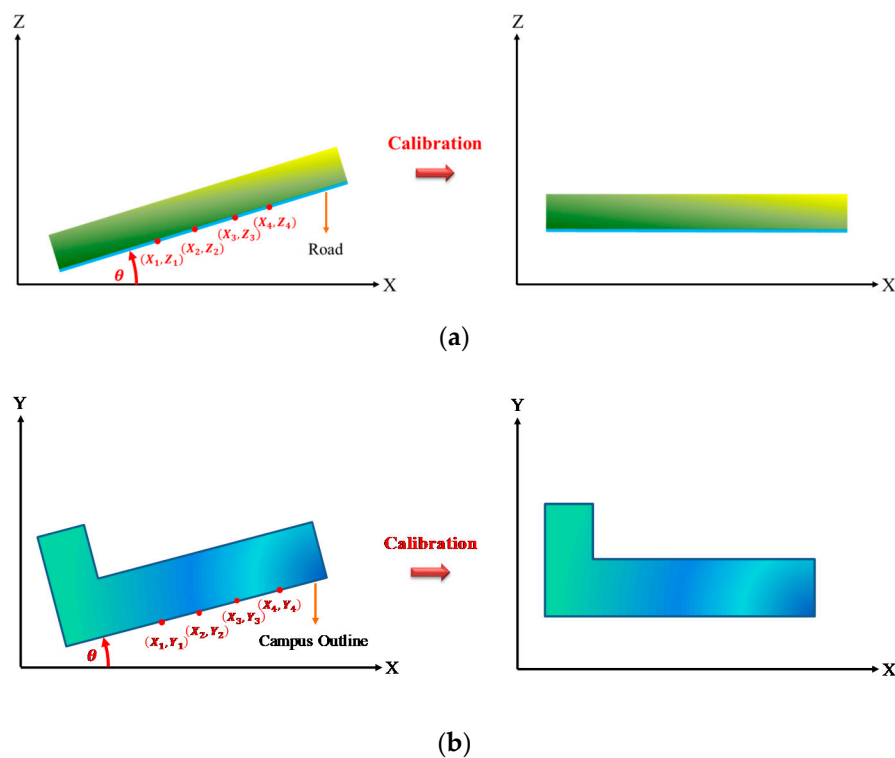 Z
Z
Calibration
(X₄, Z₄)
(X₃, Z₃)
(X₂, Z₂)
(X₁, Z₁)
Road
θ
X
X
(a)
Y
Y
Calibration
(X₄, Y₄)
(X₃, Y₃)
(X₂, Y₂)
(X₁, Y₁)
Campus Outline
θ
X
X
(b)